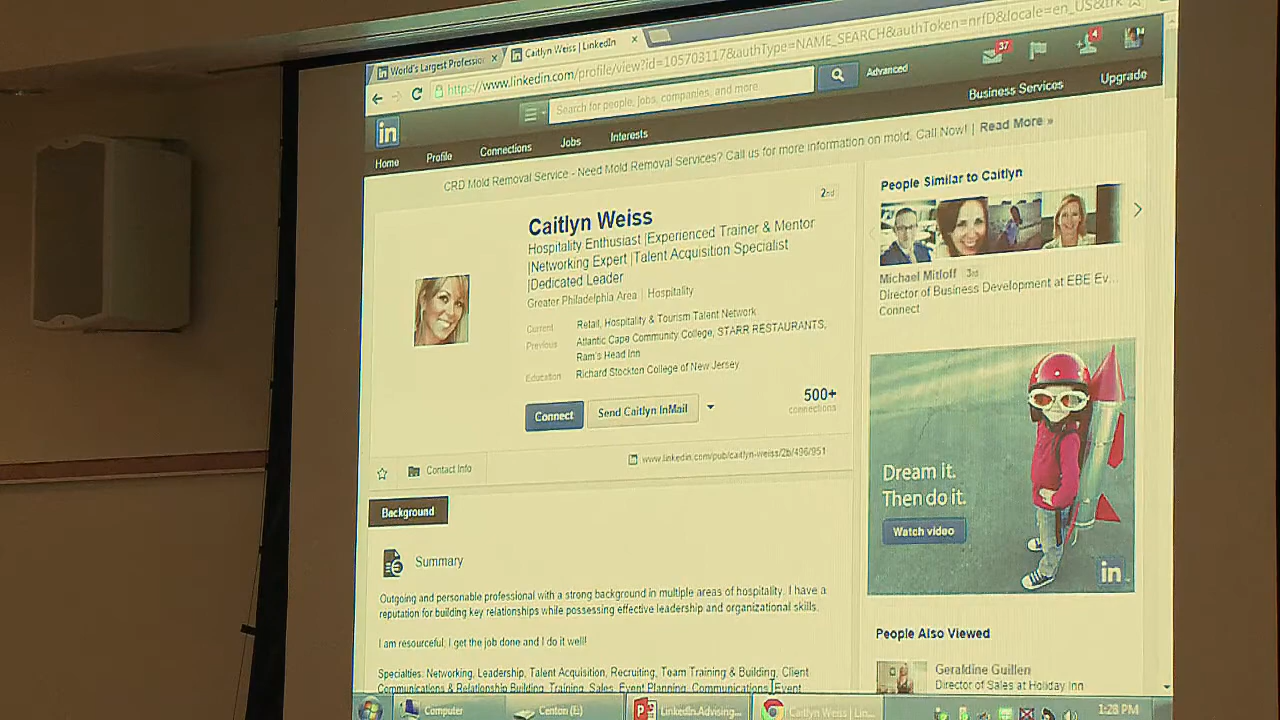 World's Largest Professio
Caitlyn Weiss | LinkedIn
https://www.linkedin.com/profile/view?id=105703117&authType=NAME_SEARCH&authToken=nrfD&locale=en_US&trk
Search for people, jobs, companies, and more
Advanced
37
4
in
Home
Profile
Connections
Jobs
Interests
Business Services
Upgrade
CRD Mold Removal Service - Need Mold Removal Services? Call us for more information on mold. Call Now! | Read More »
2nd
Caitlyn Weiss
Hospitality Enthusiast |Experienced Trainer & Mentor
|Networking Expert |Talent Acquisition Specialist
|Dedicated Leader
Greater Philadelphia Area | Hospitality
Current Retail, Hospitality & Tourism Talent Network
Previous Atlantic Cape Community College, STARR RESTAURANTS,
Ram's Head Inn
Education Richard Stockton College of New Jersey
Connect
Send Caitlyn InMail
500+
connections
Contact Info
www.linkedin.com/pub/caitlyn-weiss/2b/496/951
Background
Summary
Outgoing and personable professional with a strong background in multiple areas of hospitality. I have a
reputation for building key relationships while possessing effective leadership and organizational skills.
I am resourceful; I get the job done and I do it well!
Specialties: Networking, Leadership, Talent Acquisition, Recruiting, Team Training & Building, Client
Communications & Relationship Building, Training, Sales, Event Planning, Communications, Event
People Similar to Caitlyn
Michael Mitloff 3rd
Director of Business Development at EBE Ev...
Connect
Dream it.
Then do it.
Watch video
in
People Also Viewed
Geraldine Guillen
Director of Sales at Holiday Inn
Computer
Centon (E:)
LinkedIn.Advising...
Caitlyn Weiss | Lin...
1:28 PM